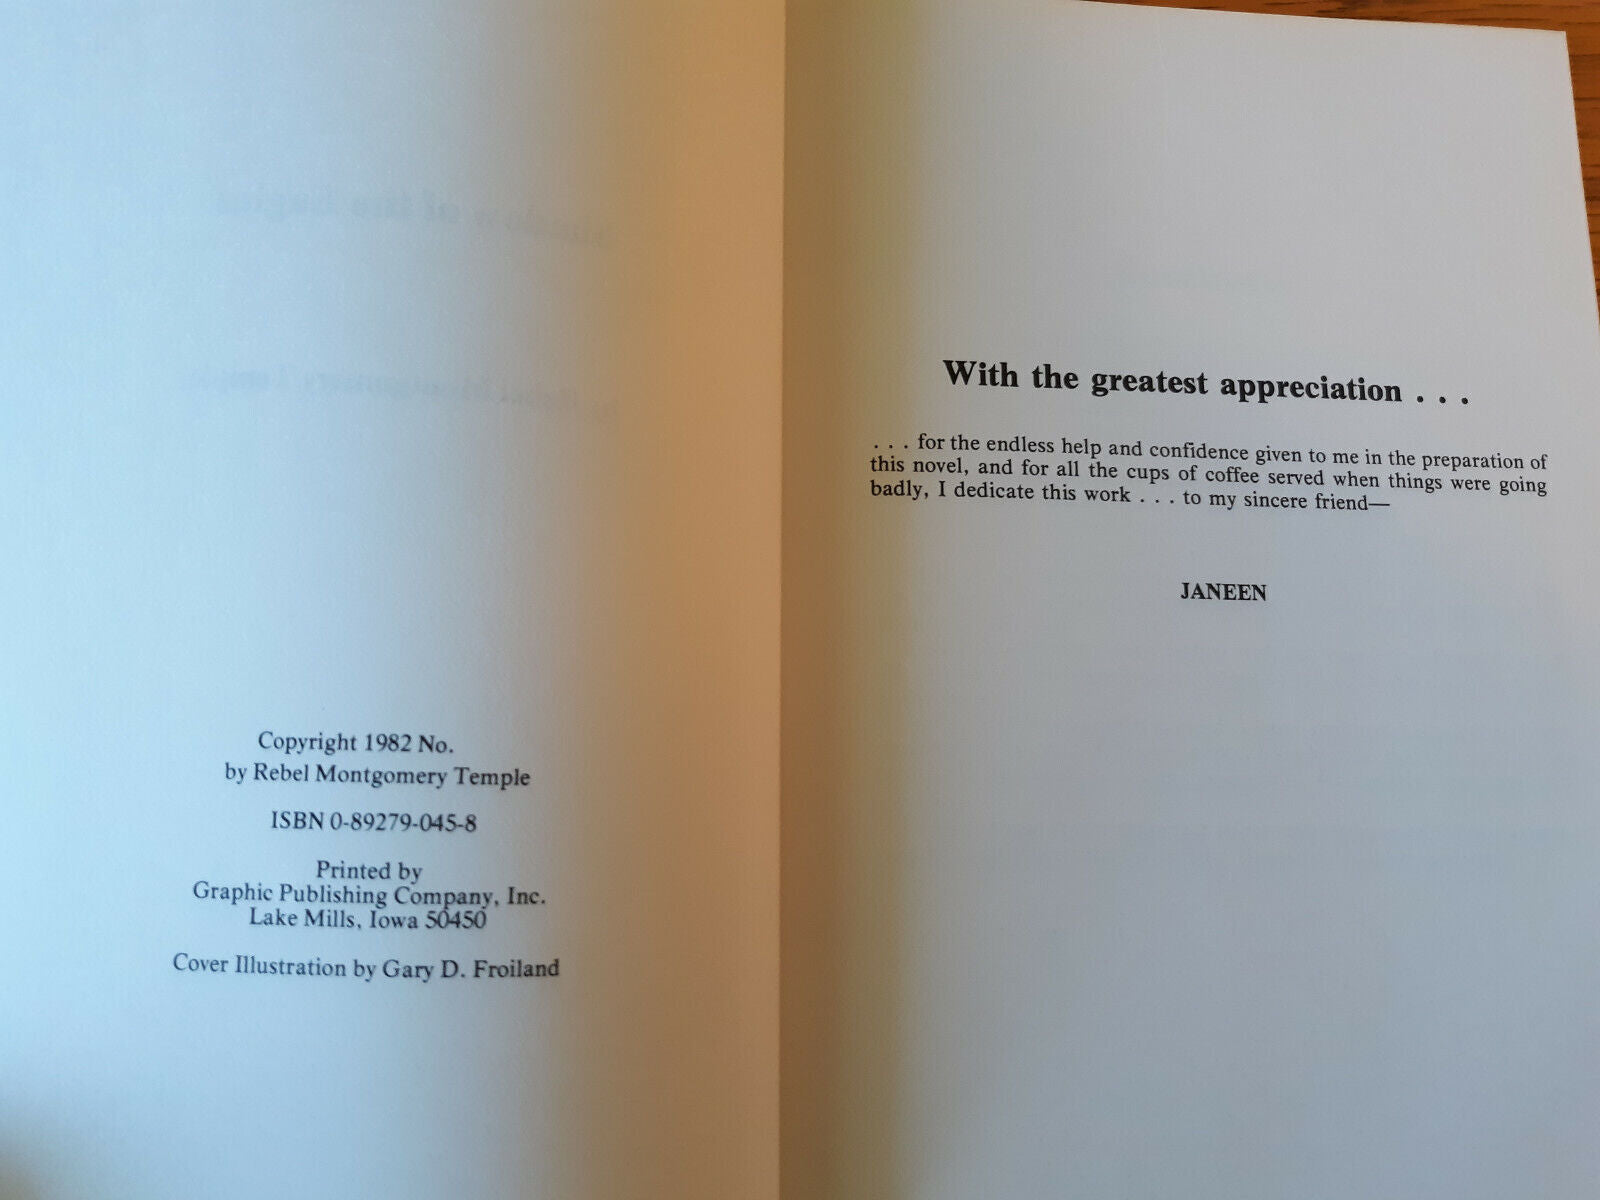 Copyright 1982 No.
by Rebel Montgomery Temple
ISBN 0-89279-045-8
Printed by
Graphic Publishing Company, Inc.
Lake Mills, Iowa 50450
Cover Illustration by Gary D. Froiland
With the greatest appreciation . . .
. . . for the endless help and confidence given to me in the preparation of
this novel, and for all the cups of coffee served when things were going
badly, I dedicate this work . . . to my sincere friend—
JANEEN